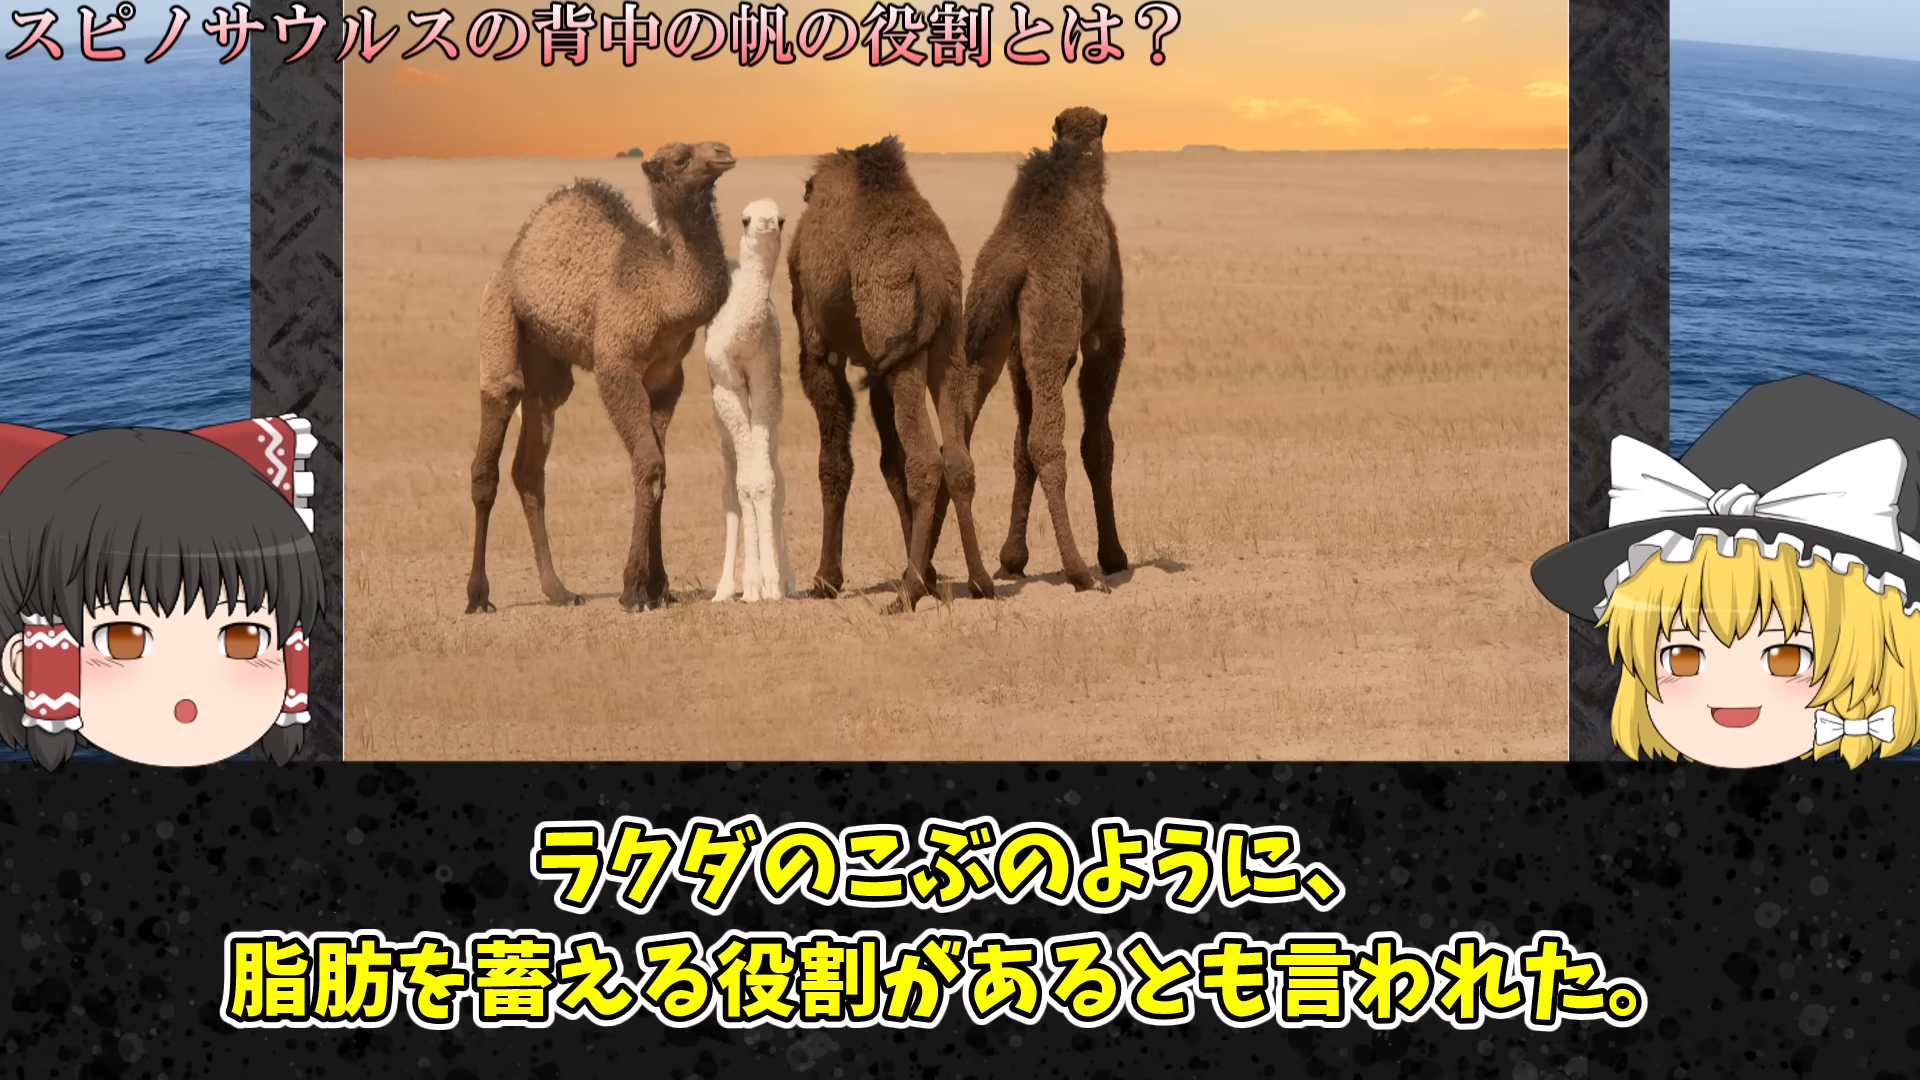 スピノサウルスの背中の帆の役割とは？
ラクダのこぶのように、
脂肪を蓄える役割があるとも言われた。